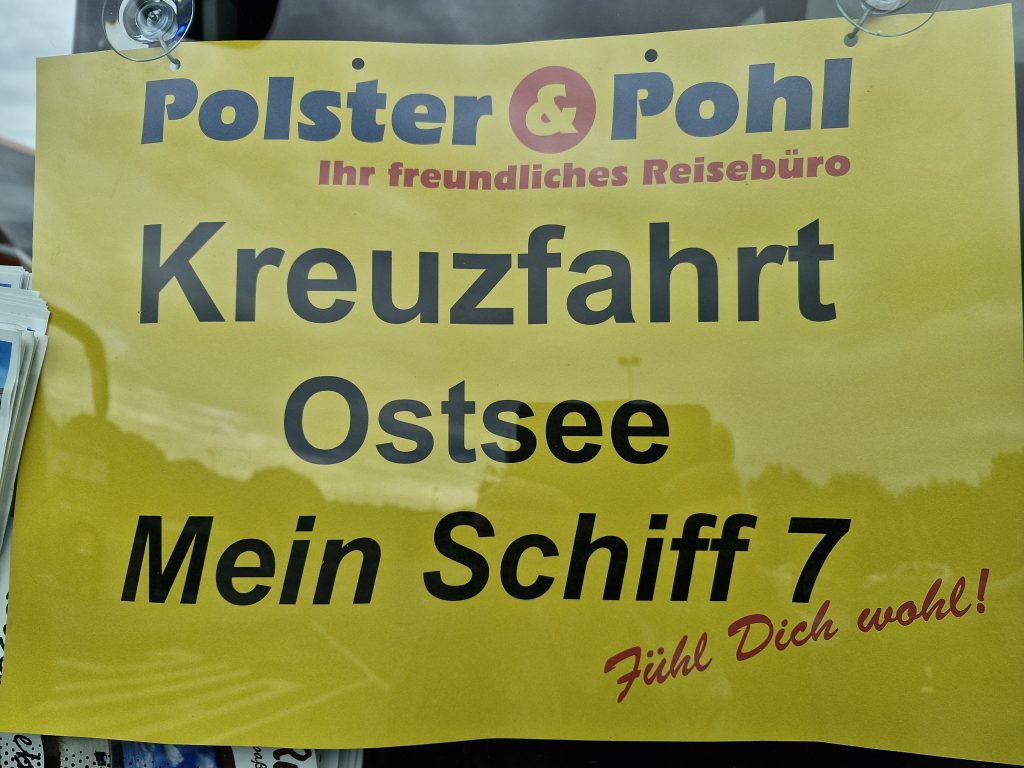 Polster & Pohl
Ihr freundliches Reisebüro
Kreuzfahrt
Ostsee
Mein Schiff 7
Fühl Dich wohl!